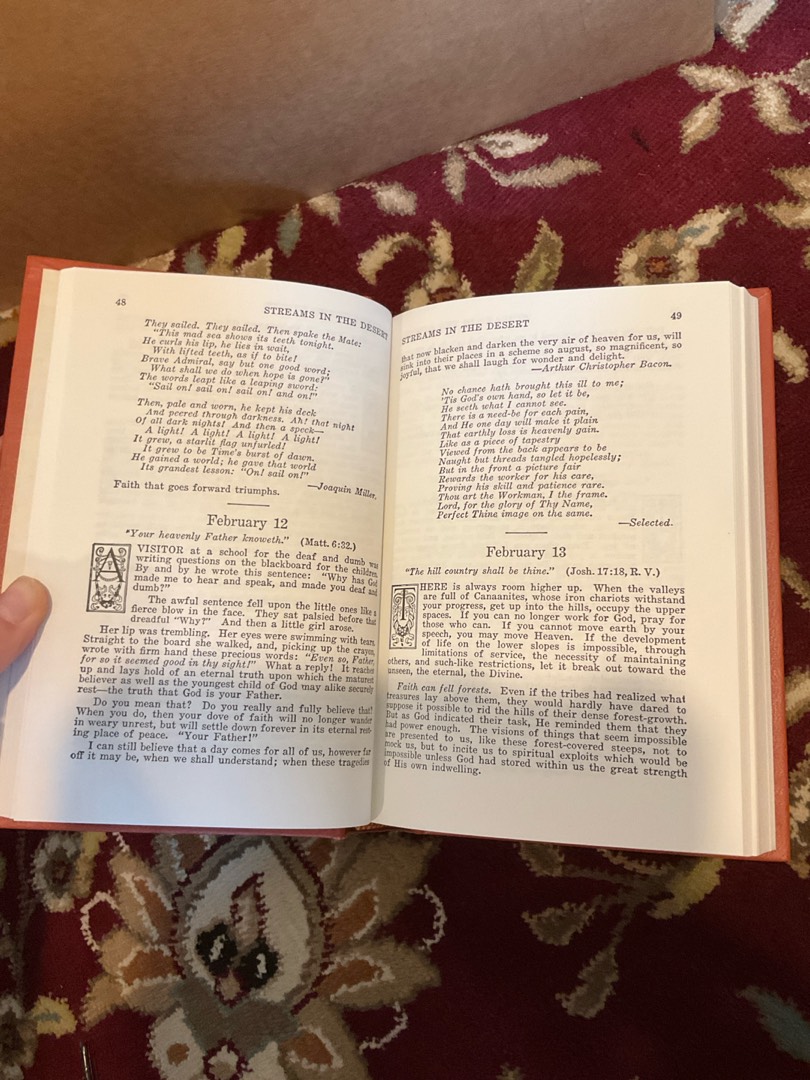 48
STREAMS IN THE DESERT
They sailed. They sailed. Then spake the Mate:
"This mad sea shows its teeth tonight.
He curls his lip, he lies in wait,
With lifted teeth, as if to bite!
Brave Admiral, say but one good word;
What shall we do when hope is gone?"
The words leapt like a leaping sword:
"Sail on! sail on! sail on! and on!"
Then, pale and worn, he kept his deck
And peered through darkness. Ah! that night
Of all dark nights! And then a speck—
A light! A light! A light! A light!
It grew, a starlit flag unfurled!
It grew to be Time's burst of dawn.
He gained a world; he gave that world
Its grandest lesson: "On! sail on!"
—Joaquin Miller.
Faith that goes forward triumphs.
February 12
"Your heavenly Father knoweth." (Matt. 6:32.)
A VISITOR at a school for the deaf and dumb was
writing questions on the blackboard for the children.
By and by he wrote this sentence: "Why has God
made me to hear and speak, and made you deaf and
dumb?"
The awful sentence fell upon the little ones like a
fierce blow in the face. They sat palsied before that
dreadful "Why?" And then a little girl arose.
Her lip was trembling. Her eyes were swimming with tears.
Straight to the board she walked, and, picking up the crayon,
wrote with firm hand these precious words: "Even so, Father,
for so it seemed good in thy sight!" What a reply! It reaches
up and lays hold of an eternal truth upon which the maturest
believer as well as the youngest child of God may alike securely
rest—the truth that God is your Father.
Do you mean that? Do you really and fully believe that?
When you do, then your dove of faith will no longer wander
in weary unrest, but will settle down forever in its eternal rest-
ing place of peace. "Your Father!"
I can still believe that a day comes for all of us, however far
off it may be, when we shall understand; when these tragedies
STREAMS IN THE DESERT
49
that now blacken and darken the very air of heaven for us, will
sink into their places in a scheme so august, so magnificent, so
joyful, that we shall laugh for wonder and delight.
—Arthur Christopher Bacon.
No chance hath brought this ill to me;
'Tis God's own hand, so let it be,
He seeth what I cannot see.
There is a need-be for each pain,
And He one day will make it plain
That earthly loss is heavenly gain.
Like as a piece of tapestry
Viewed from the back appears to be
Naught but threads tangled hopelessly;
But in the front a picture fair
Rewards the worker for his care,
Proving his skill and patience rare.
Thou art the Workman, I the frame.
Lord, for the glory of Thy Name,
Perfect Thine image on the same.
—Selected.
February 13
"The hill country shall be thine." (Josh. 17:18, R. V.)
THERE is always room higher up. When the valleys
are full of Canaanites, whose iron chariots withstand
your progress, get up into the hills, occupy the upper
spaces. If you can no longer work for God, pray for
those who can. If you cannot move earth by your
speech, you may move Heaven. If the development
of life on the lower slopes is impossible, through
limitations of service, the necessity of maintaining
others, and such-like restrictions, let it break out toward the
unseen, the eternal, the Divine.
Faith can fell forests. Even if the tribes had realized what
treasures lay above them, they would hardly have dared to
suppose it possible to rid the hills of their dense forest-growth.
But as God indicated their task, He reminded them that they
had power enough. The visions of things that seem impossible
are presented to us, like these forest-covered steeps, not to
mock us, but to incite us to spiritual exploits which would be
impossible unless God had stored within us the great strength
of His own indwelling.